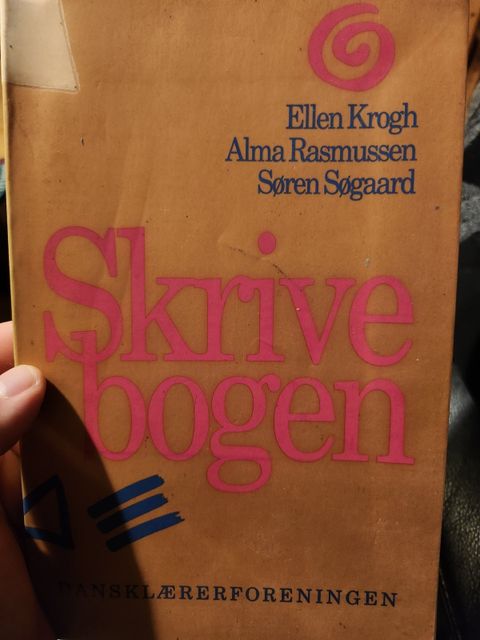 Ellen Krogh
Alma Rasmussen
Søren Søgaard
Skrive
bogen
DANSKLÆRERFORENINGEN